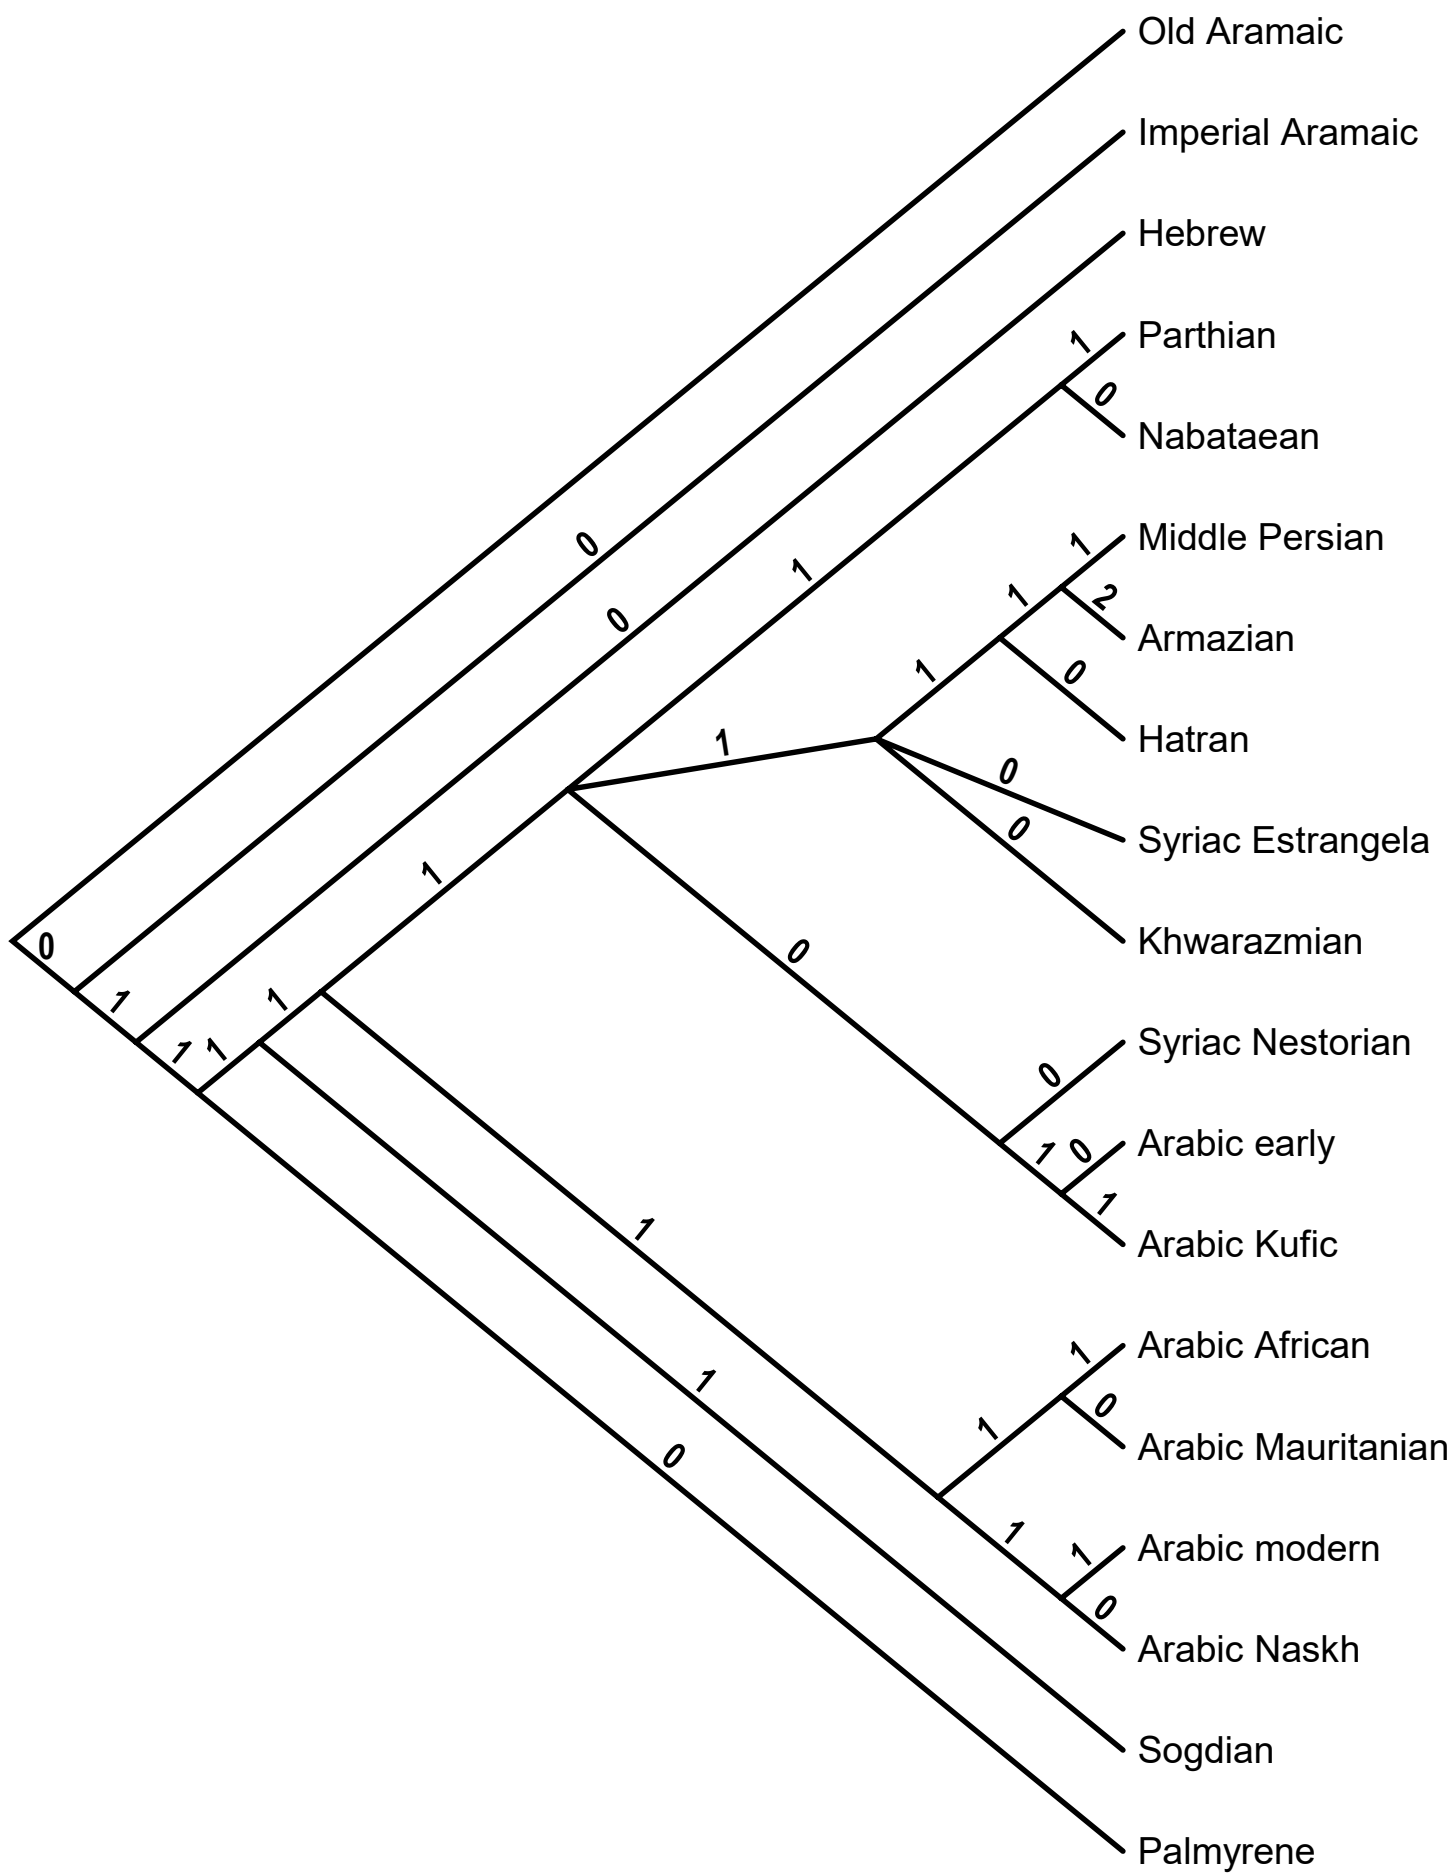 Old Aramaic
Imperial Aramaic
Hebrew
1 Parthian
0
Nabataean
0
1 Middle Persian
1
1
2
0
Armazian
1
0
Hatran
1
0
0
Syriac Estrangela
1
0
Khwarazmian
0
0
1
1
Syriac Nestorian
1 1
0
1 0 Arabic early
1
1
Arabic Kufic
1 Arabic African
1
0
1
Arabic Mauritanian
0
1
1 Arabic modern
0
Arabic Naskh
Sogdian
Palmyrene